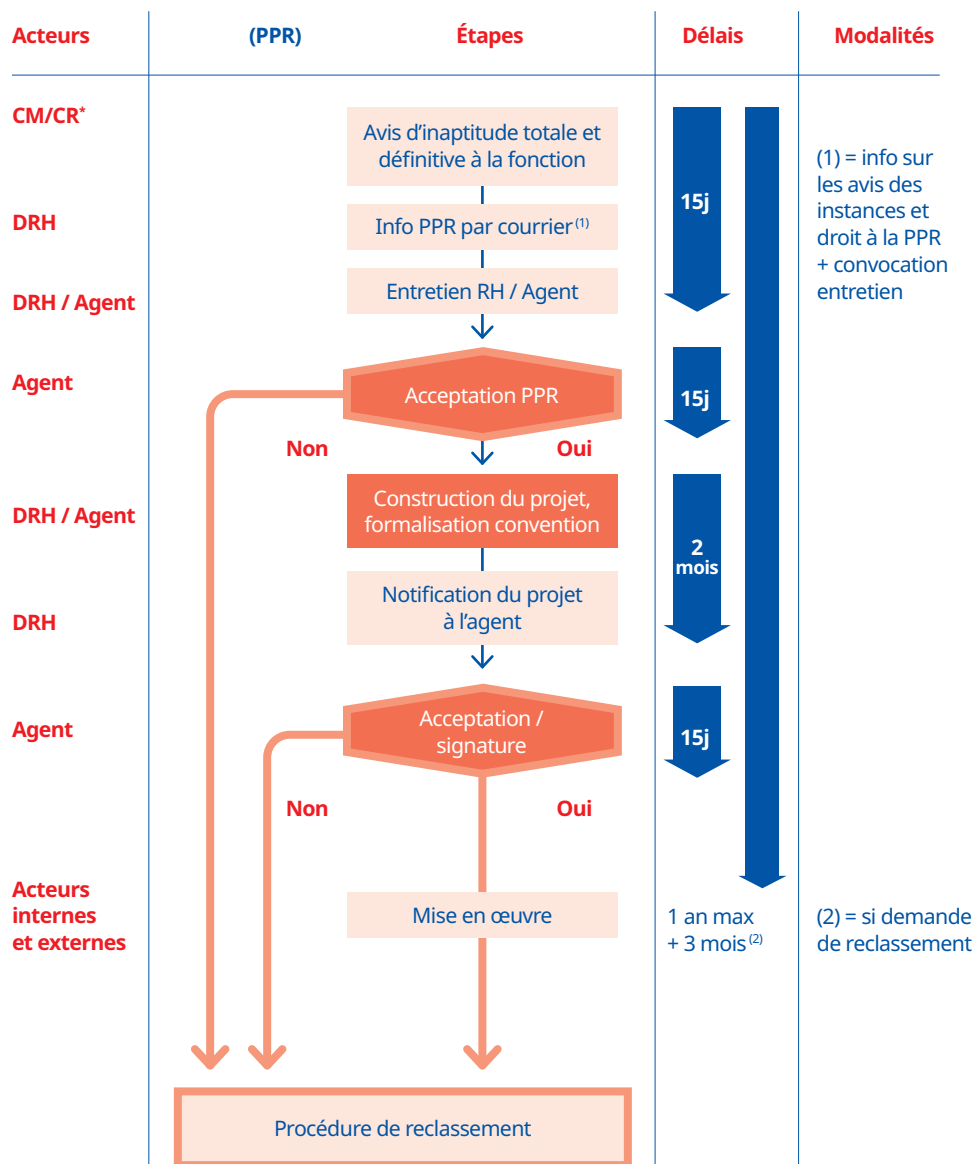 Acteurs
(PPR)
Étapes
Délais
Modalités
CM/CR*
Avis d’inaptitude totale et
définitive à la fonction
15j
(1) = info sur
les avis des
instances et
droit à la PPR
+ convocation
entretien
DRH
Info PPR par courrier (1)
DRH / Agent
Entretien RH / Agent
Agent
Acceptation PPR
15j
Non
Oui
DRH / Agent
Construction du projet,
formalisation convention
2
mois
DRH
Notification du projet
à l’agent
Agent
Acceptation /
signature
15j
Non
Oui
Acteurs
internes
et externes
Mise en œuvre
1 an max
+ 3 mois (2)
(2) = si demande
de reclassement
Procédure de reclassement